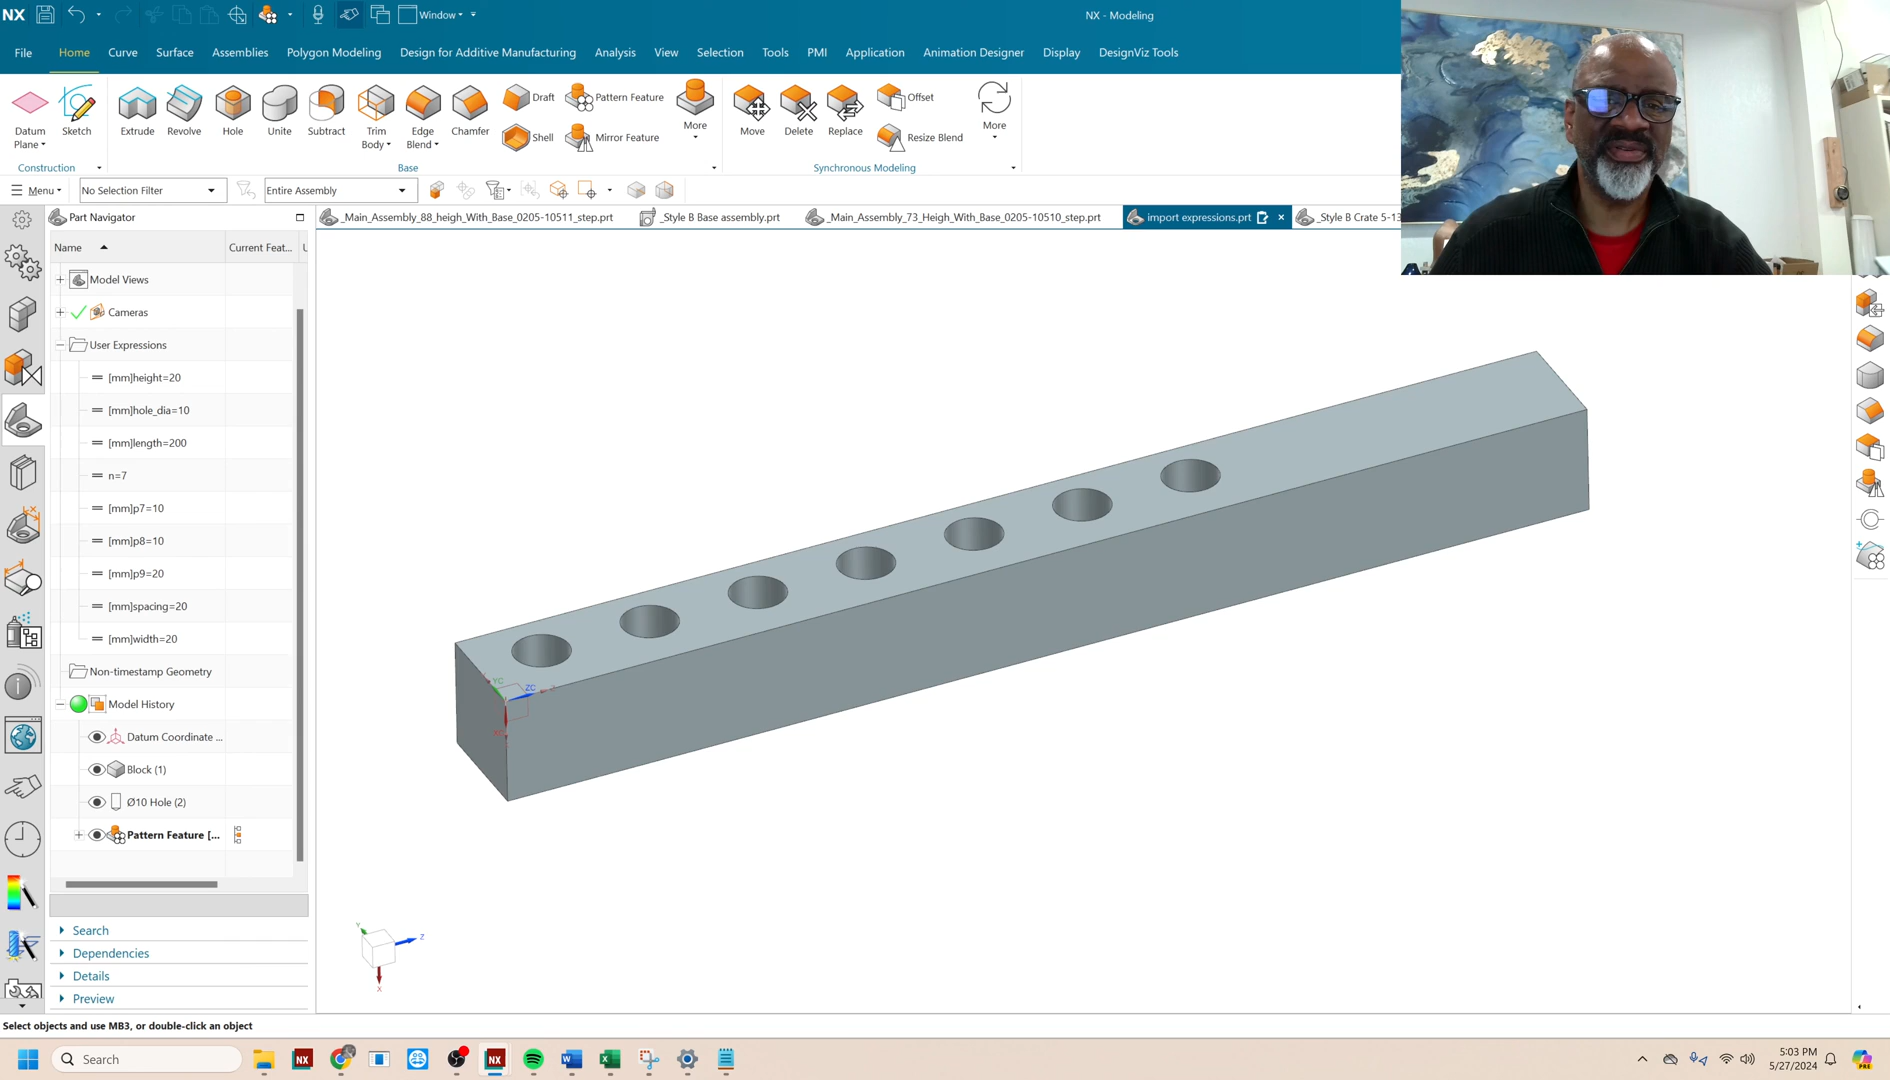 NX
Window
NX - Modeling
File Home Curve Surface Assemblies Polygon Modeling Design for Additive Manufacturing Analysis View Selection Tools PMI Application Animation Designer Display DesignViz Tools
Datum Plane
Sketch
Extrude
Revolve
Hole
Unite
Subtract
Trim Body
Edge Blend
Chamfer
Draft
Shell
Pattern Feature
Mirror Feature
More
Move
Delete
Replace
Offset
Resize Blend
More
Construction
Base
Synchronous Modeling
Menu
No Selection Filter
Entire Assembly
Part Navigator
_Main_Assembly_88_heigh_With_Base_0205-10511_step.prt
_Style B Base assembly.prt
_Main_Assembly_73_Heigh_With_Base_0205-10510_step.prt
import expressions.prt
_Style B Crate 5-13
Name Current Feat... U
Model Views
Cameras
User Expressions
[mm]height=20
[mm]hole_dia=10
[mm]length=200
n=7
[mm]p7=10
[mm]p8=10
[mm]p9=20
[mm]spacing=20
[mm]width=20
Non-timestamp Geometry
Model History
Datum Coordinate ...
Block (1)
Ø10 Hole (2)
Pattern Feature [...
Search
Dependencies
Details
Preview
YC
ZC
XC
Y
Z
X
Select objects and use MB3, or double-click an object
Search
5:03 PM
5/27/2024